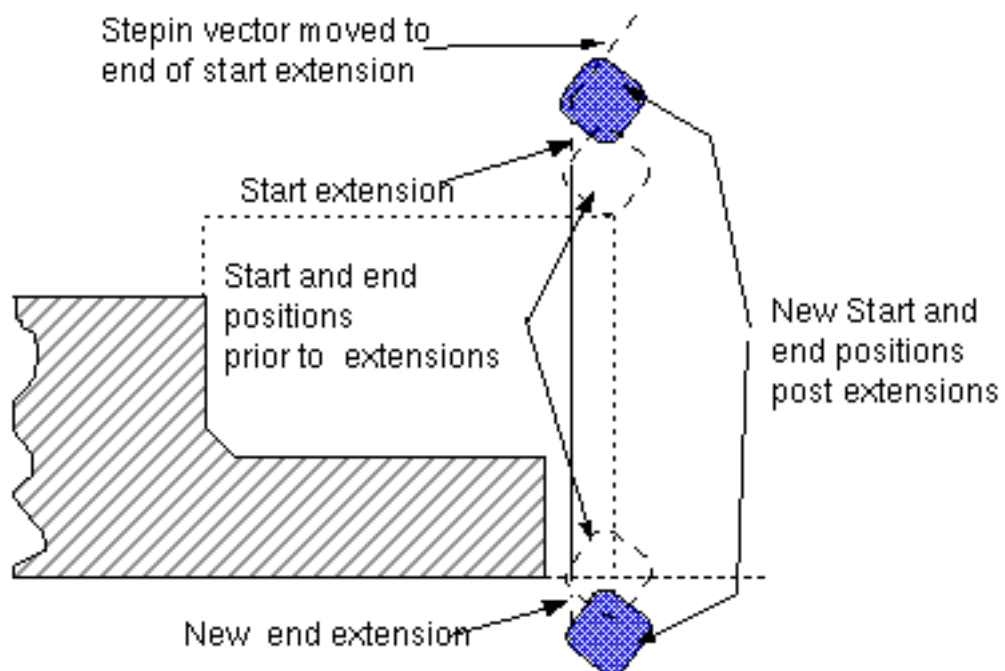 Stepin vector moved to
end of start extension
Start extension
Start and end
positions
prior to extensions
New Start and
end positions
post extensions
New end extension